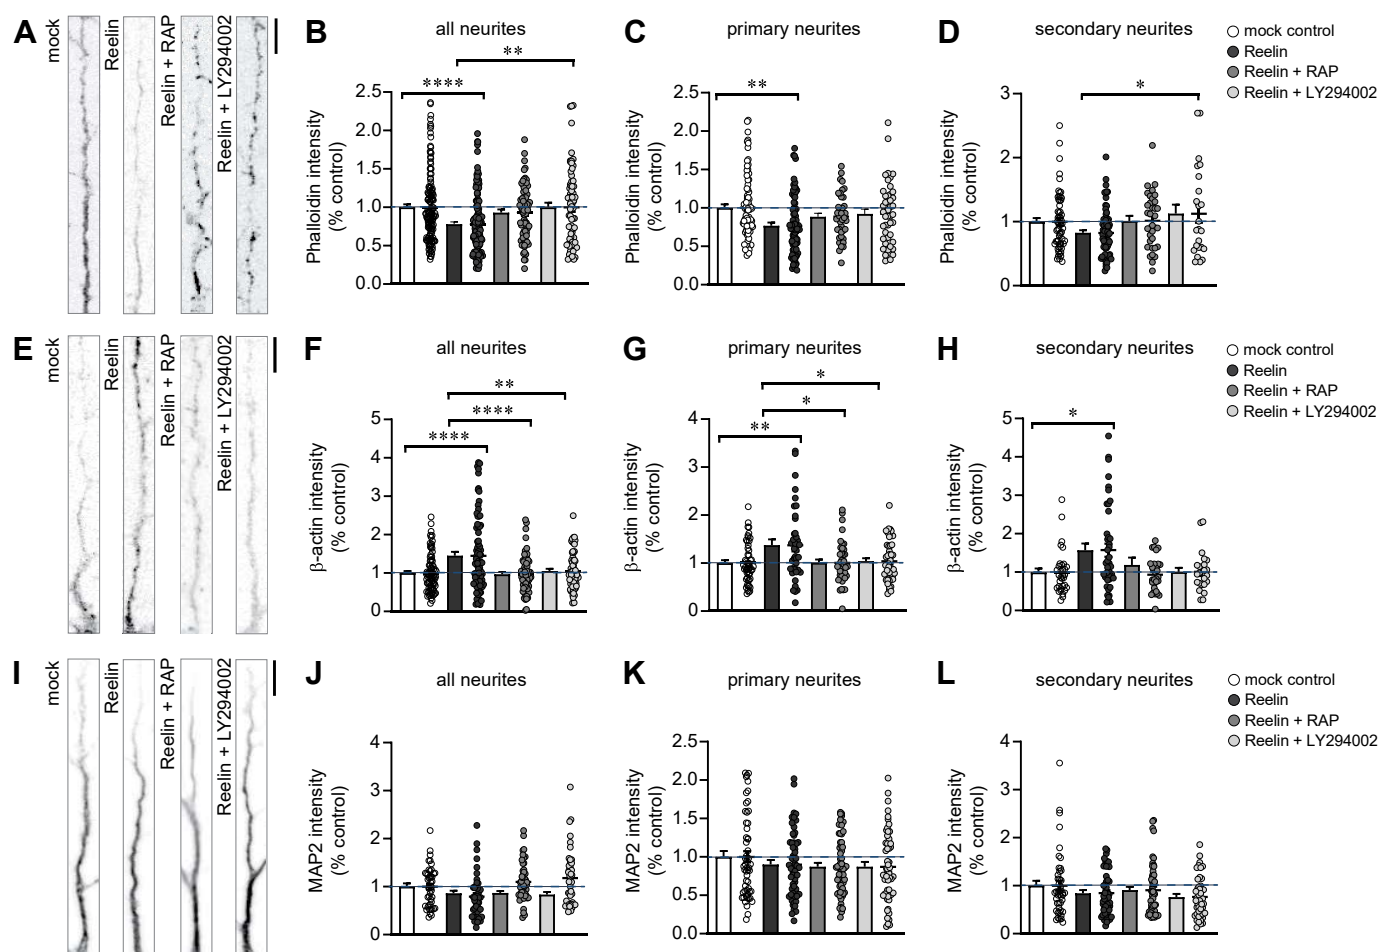 A
mock
Reelin
Reelin + RAP
Reelin + LY294002
B
all neurites
**
****
Phalloidin intensity
(% control)
2.5
2.0
1.5
1.0
0.5
0.0
C
primary neurites
**
Phalloidin intensity
(% control)
2.5
2.0
1.5
1.0
0.5
0.0
D
secondary neurites
*
Phalloidin intensity
(% control)
3
2
1
0
mock control
Reelin
Reelin + RAP
Reelin + LY294002
E
mock
Reelin
Reelin + RAP
Reelin + LY294002
F
all neurites
**
****
****
β-actin intensity
(% control)
5
4
3
2
1
0
G
primary neurites
*
*
**
β-actin intensity
(% control)
4
3
2
1
0
H
secondary neurites
*
β-actin intensity
(% control)
5
4
3
2
1
0
mock control
Reelin
Reelin + RAP
Reelin + LY294002
I
mock
Reelin
Reelin + RAP
Reelin + LY294002
J
all neurites
MAP2 intensity
(% control)
4
3
2
1
0
K
primary neurites
MAP2 intensity
(% control)
2.5
2.0
1.5
1.0
0.5
0.0
L
secondary neurites
MAP2 intensity
(% control)
4
3
2
1
0
mock control
Reelin
Reelin + RAP
Reelin + LY294002